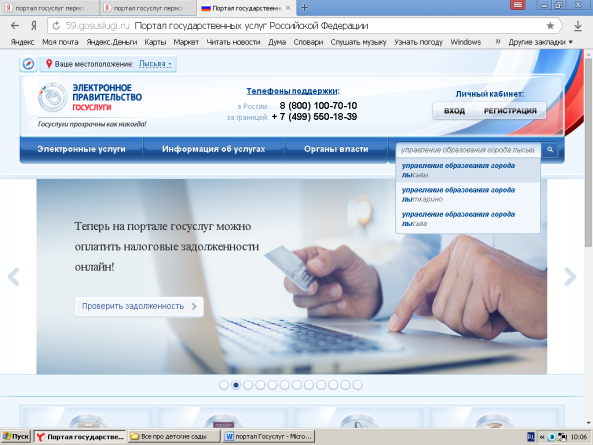 портал госуслуг пермс
портал госуслуг пермс
Портал государственн
59.gosuslugi.ru Портал государственных услуг Российской Федерации
Яндекс Моя почта Яндекс.Деньги Карты Маркет Читать новости Дума Словари Слушать музыку Узнать погоду Windows » Другие закладки
Ваше местоположение: Лысьва
ЭЛЕКТРОННОЕ
ПРАВИТЕЛЬСТВО
ГОСУСЛУГИ
Госуслуги прозрачны как никогда!
Телефоны поддержки:
в России: 8 (800) 100-70-10
за границей: + 7 (499) 550-18-39
Личный кабинет:
ВХОД РЕГИСТРАЦИЯ
Электронные услуги Информация об услугах Органы власти
управление образования города лысьв
управление образования города
лысьвы
управление образования города
лыткарино
управление образования города
лысьва
Теперь на портале госуслуг можно
оплатить налоговые задолженности
онлайн!
Проверить задолженность
Пуск Портал государстве... Все про детские сады портал Госуслуг - Micro... RU « 10:06